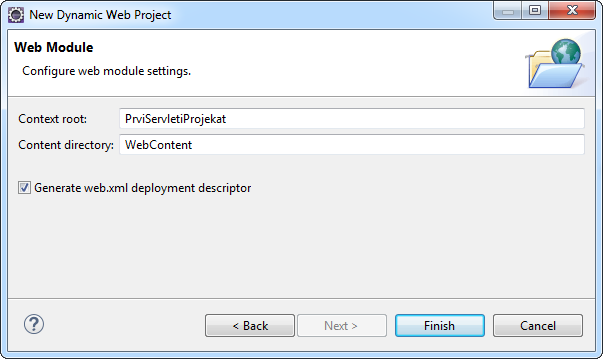 New Dynamic Web Project
Web Module
Configure web module settings.
Context root: PrviServletiProjekat
Content directory: WebContent
Generate web.xml deployment descriptor
? < Back Next > Finish Cancel